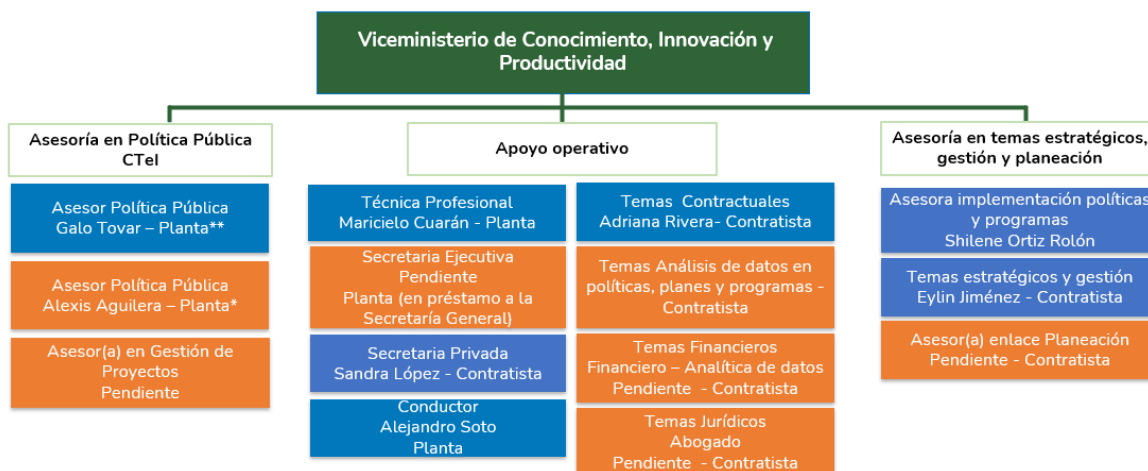 Viceministerio de Conocimiento, Innovación y
Productividad
Asesoría en Política Pública
CTeI
Asesor Política Pública
Galo Tovar – Planta**
Asesor Política Pública
Alexis Aguilera – Planta*
Asesor(a) en Gestión de
Proyectos
Pendiente
Apoyo operativo
Técnica Profesional
Maricielo Cuarán - Planta
Secretaria Ejecutiva
Pendiente
Planta (en préstamo a la
Secretaría General)
Secretaria Privada
Sandra López - Contratista
Conductor
Alejandro Soto
Planta
Temas  Contractuales
Adriana Rivera- Contratista
Temas Análisis de datos en
políticas, planes y programas -
Contratista
Temas Financieros
Financiero – Analítica de datos
Pendiente  - Contratista
Temas Jurídicos
Abogado
Pendiente  - Contratista
Asesoría en temas estratégicos,
gestión y planeación
Asesora implementación políticas
y programas
Shilene Ortiz Rolón
Temas estratégicos y gestión
Eylin Jiménez - Contratista
Asesor(a) enlace Planeación
Pendiente - Contratista